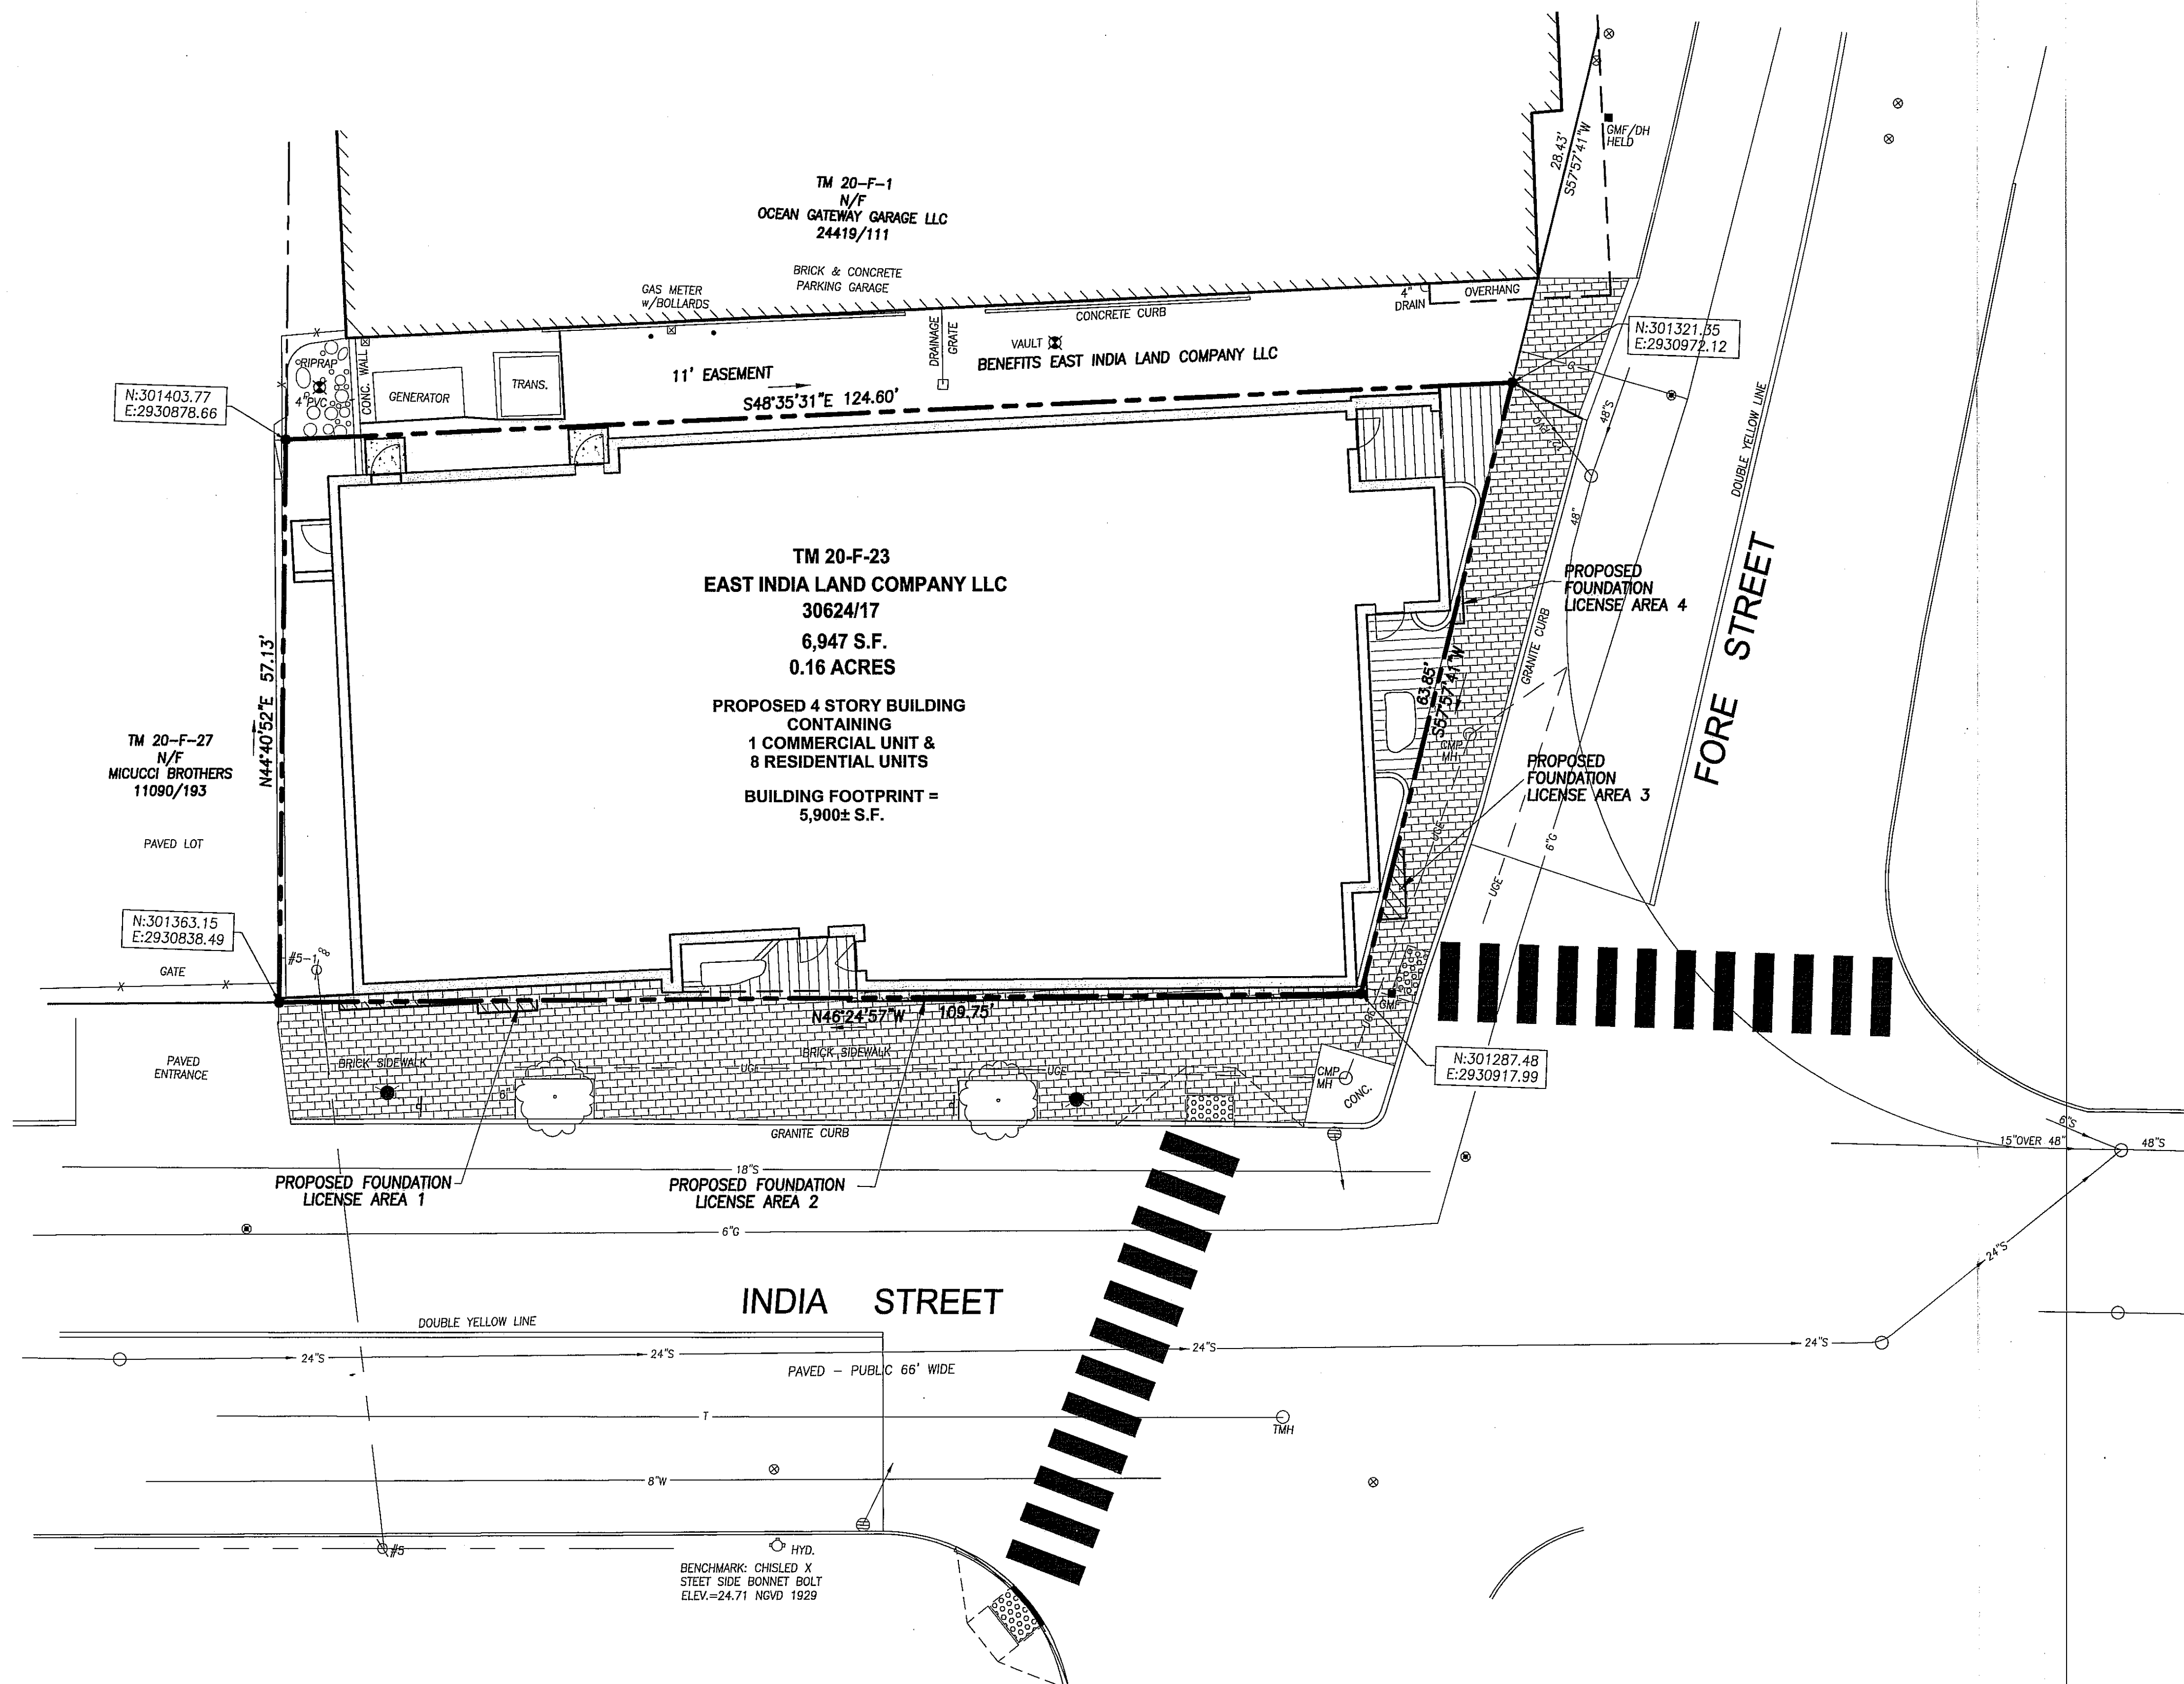 28.43'
S57°57'41"W
GMF/DH
HELD
TM 20-F-1
N/F
OCEAN GATEWAY GARAGE LLC
24419/111
BRICK & CONCRETE
PARKING GARAGE
GAS METER
w/BOLLARDS
4"
DRAIN
OVERHANG
CONCRETE CURB
DRAINAGE
GRATE
VAULT
BENEFITS EAST INDIA LAND COMPANY LLC
11' EASEMENT
S48°35'31"E 124.60'
RIPRAP
4"PVC
CONC. WALL
GENERATOR
TRANS.
N:301403.77
E:2930878.66
N:301321.35
E:2930972.12
48"S
48"
DOUBLE YELLOW LINE
TM 20-F-23
EAST INDIA LAND COMPANY LLC
30624/17
6,947 S.F.
0.16 ACRES
PROPOSED 4 STORY BUILDING
CONTAINING
1 COMMERCIAL UNIT &
8 RESIDENTIAL UNITS
BUILDING FOOTPRINT =
5,900± S.F.
PROPOSED
FOUNDATION
LICENSE AREA 4
GRANITE CURB
FORE STREET
63.85'
S57°57'41"W
CMP
MH
PROPOSED
FOUNDATION
LICENSE AREA 3
UGE
UGE
6"G
N44°40'52"E 57.13'
TM 20-F-27
N/F
MICUCCI BROTHERS
11090/193
PAVED LOT
N:301363.15
E:2930838.49
GATE
X
X
#5-1
8
PAVED
ENTRANCE
N46°24'57"W 109.75'
GMF
UGE
BRICK SIDEWALK
BRICK SIDEWALK
UGE
UGE
6"
CMP
MH
CONC.
N:301287.48
E:2930917.99
GRANITE CURB
6"S
15"OVER 48"
48"S
18"S
PROPOSED FOUNDATION
LICENSE AREA 1
PROPOSED FOUNDATION
LICENSE AREA 2
6"G
24"S
INDIA STREET
DOUBLE YELLOW LINE
24"S
24"S
24"S
24"S
PAVED - PUBLIC 66' WIDE
T
TMH
8"W
#5
HYD.
BENCHMARK: CHISLED X
STEET SIDE BONNET BOLT
ELEV.=24.71 NGVD 1929